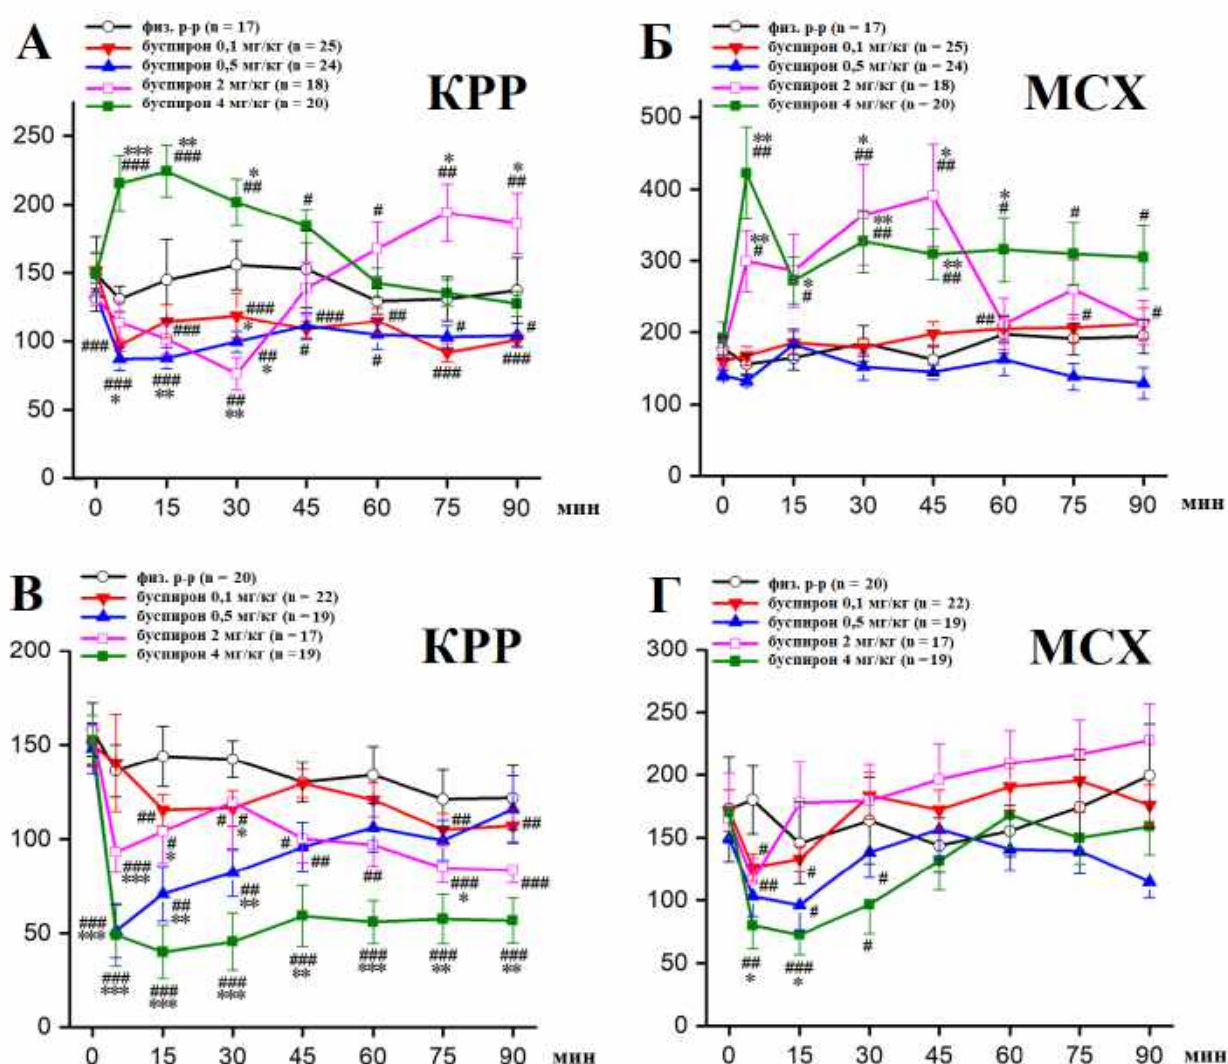 А
физ. р-р (n = 17)
буспирон 0,1 мг/кг (n = 25)
буспирон 0,5 мг/кг (n = 24)
буспирон 2 мг/кг (n = 18)
буспирон 4 мг/кг (n = 20)
КРР
250
200
150
100
50
0
*** ### ** ### * ## # # * ## * ##
### ### ### * ### ## # #
### * ### ** ## ** ## * # # ### ###
0 15 30 45 60 75 90 мин
Б
физ. р-р (n = 17)
буспирон 0,1 мг/кг (n = 25)
буспирон 0,5 мг/кг (n = 24)
буспирон 2 мг/кг (n = 18)
буспирон 4 мг/кг (n = 20)
МСХ
500
400
300
200
100
0
** ## * ## * ## * # # #
** # * # ** ## ** ## ## # #
0 15 30 45 60 75 90 мин
В
физ. р-р (n = 20)
буспирон 0,1 мг/кг (n = 22)
буспирон 0,5 мг/кг (n = 19)
буспирон 2 мг/кг (n = 17)
буспирон 4 мг/кг (n =19)
КРР
200
150
100
50
0
## # * # # * # ## ## ##
### *** ## ** ## ** ## ### * ###
### *** ### *** ### *** ### *** ### ** ### *** ### ** ### **
0 15 30 45 60 75 90 мин
Г
физ. р-р (n = 20)
буспирон 0,1 мг/кг (n = 22)
буспирон 0,5 мг/кг (n =19)
буспирон 2 мг/кг (n = 17)
буспирон 4 мг/кг (n =19)
МСХ
300
250
200
150
100
50
0
# ## # # #
## * ### * #
0 15 30 45 60 75 90 мин